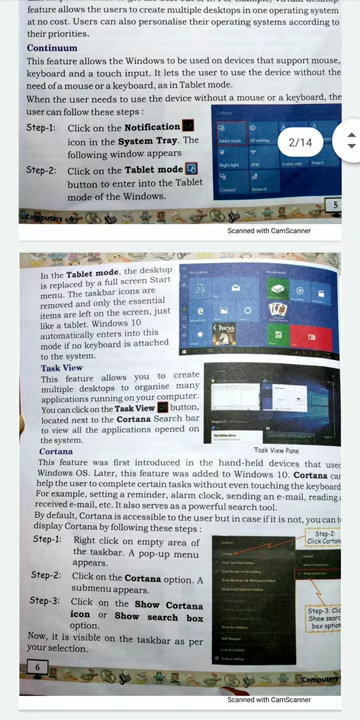 feature allows the users to create multiple desktops in one operating system
at no cost. Users can also personalise their operating systems according to
their priorities.
Continuum
This feature allows the Windows to be used on devices that support mouse,
keyboard and a touch input. It lets the user to use the device without the
need of a mouse or a keyboard, as in Tablet mode.
When the user needs to use the device without a mouse or a keyboard, the
user can follow these steps :
Step-1: Click on the Notification
icon in the System Tray. The
following window appears
Step-2: Click on the Tablet mode
button to enter into the Tablet
mode of the Windows.
Tablet mode
Night light
VPN
Project
Connect
Network
2/14
5
Computers
Scanned with CamScanner
In the Tablet mode, the desktop
is replaced by a full screen Start
menu. The taskbar icons are
removed and only the essential
items are left on the screen, just
like a tablet. Windows 10
automatically enters into this
mode if no keyboard is attached
to the system.
Chess
Task View
This feature allows you to create
multiple desktops to organise many
applications running on your computer.
You can click on the Task View button,
located next to the Cortana Search bar
to view all the applications opened on
the system.
Task View Pane
Cortana
This feature was first introduced in the hand-held devices that used
Windows OS. Later, this feature was added to Windows 10. Cortana can
help the user to complete certain tasks without even touching the keyboard
For example, setting a reminder, alarm clock, sending an e-mail, reading
received e-mail, etc. It also serves as a powerful search tool.
By default, Cortana is accessible to the user but in case if it is not, you can
display Cortana by following these steps :
Step-1: Right click on empty area of
the taskbar. A pop-up menu
appears.
Step-2: Click on the Cortana option. A
submenu appears.
Step-3: Click on the Show Cortana
icon or Show search box
option.
Now, it is visible on the taskbar as per
your selection.
Step-2:
Click Cortan
Step-3: Clic
Show searc
box option
6
Computer
Scanned with CamScanner